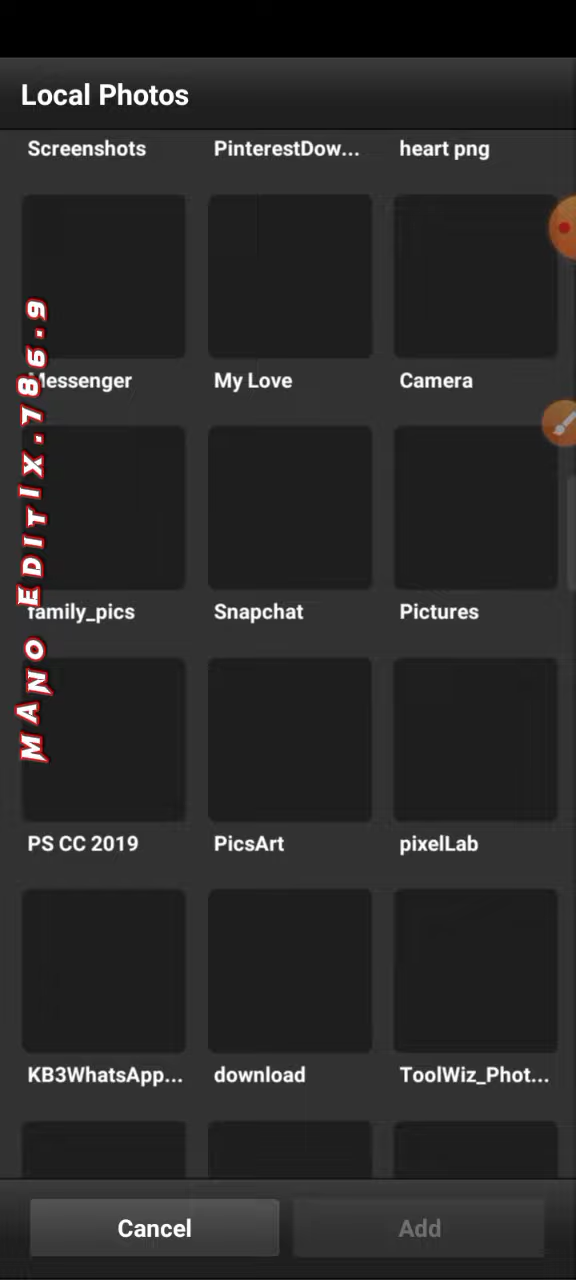 Local Photos
Screenshots
PinterestDow...
heart png
Messenger
My Love
Camera
family_pics
Snapchat
Pictures
PS CC 2019
PicsArt
pixelLab
KB3WhatsApp...
download
ToolWiz_Phot...
Cancel
Add
MANO EDITIX.786.9